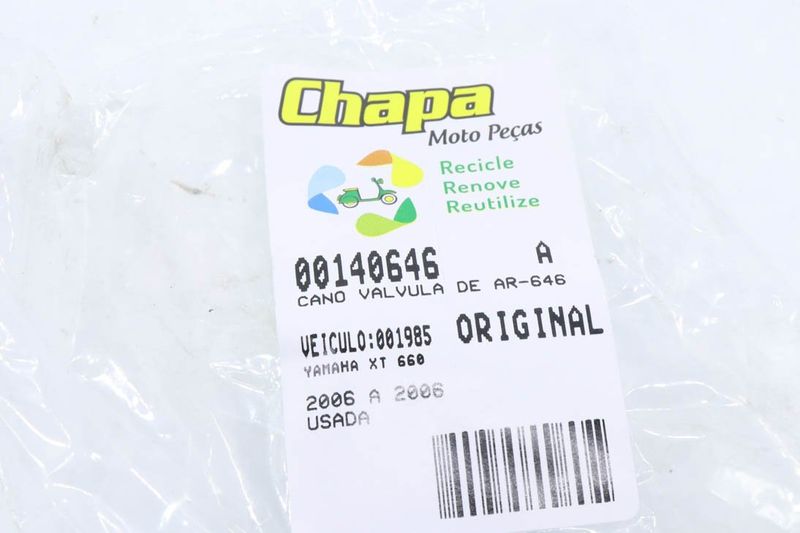 Chapa
Moto Peças
Recicle
Renove
Reutilize
00140646 A
CANO VALVULA DE AR-646
VEICULO:001985 ORIGINAL
YAMAHA XT 660
2006 A 2006
USADA